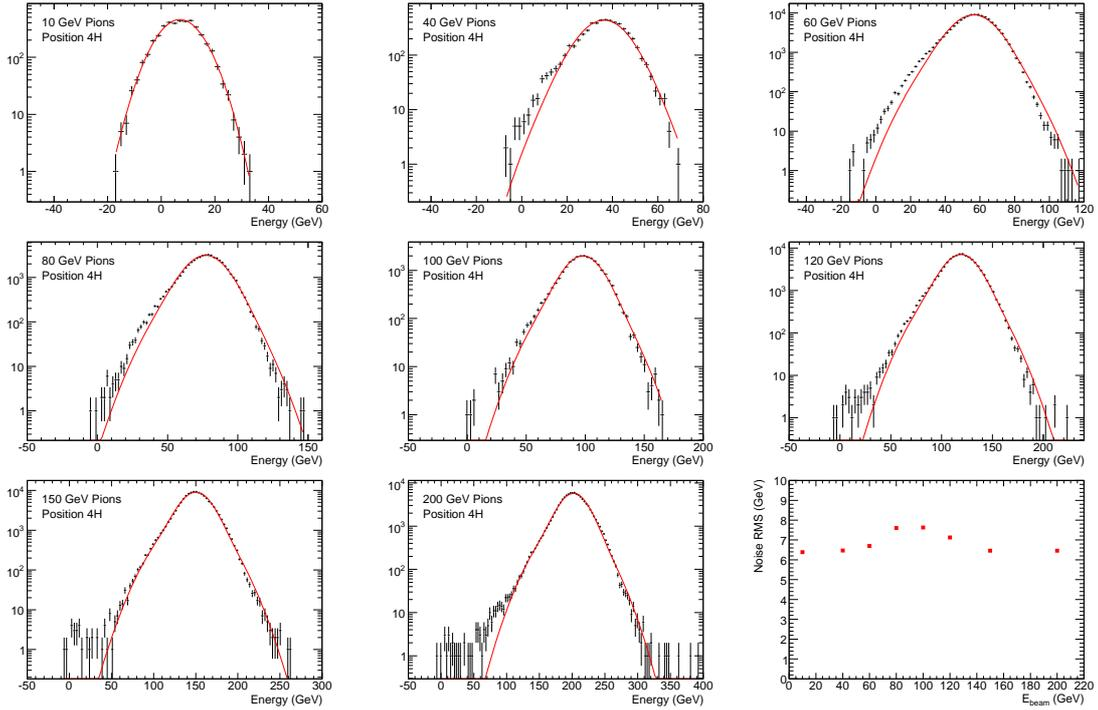 10 GeV Pions
Position 4H
10²
10
1
-40 -20 0 20 40 60
Energy (GeV)
40 GeV Pions
Position 4H
10²
10
1
-40 -20 0 20 40 60 80
Energy (GeV)
60 GeV Pions
Position 4H
10⁴
10³
10²
10
1
-40 -20 0 20 40 60 80 100 120
Energy (GeV)
80 GeV Pions
Position 4H
10³
10²
10
1
-50 0 50 100 150
Energy (GeV)
100 GeV Pions
Position 4H
10³
10²
10
1
-50 0 50 100 150 200
Energy (GeV)
120 GeV Pions
Position 4H
10⁴
10³
10²
10
1
-50 0 50 100 150 200
Energy (GeV)
150 GeV Pions
Position 4H
10⁴
10³
10²
10
1
-50 0 50 100 150 200 250 300
Energy (GeV)
200 GeV Pions
Position 4H
10⁴
10³
10²
10
1
-50 0 50 100 150 200 250 300 350 400
Energy (GeV)
Noise RMS (GeV)
10
9
8
7
6
5
4
3
2
1
0
0 20 40 60 80 100 120 140 160 180 200 220
E_beam (GeV)